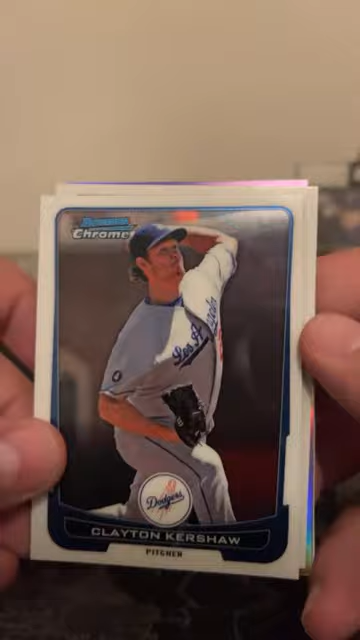 Bowman
Chrome
Los Angeles
Dodgers
CLAYTON KERSHAW
PITCHER